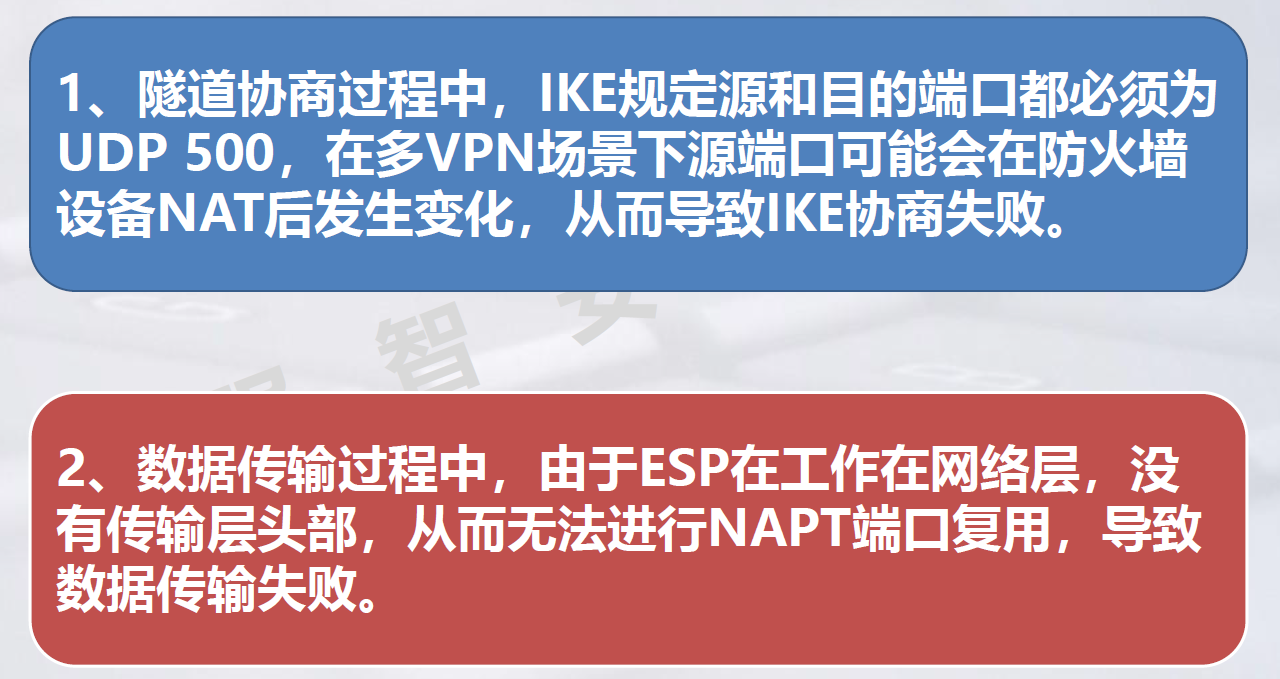 1、隧道协商过程中，IKE规定源和目的端口都必须为
UDP 500，在多VPN场景下源端口可能会在防火墙
设备NAT后发生变化，从而导致IKE协商失败。
智
安
2、数据传输过程中，由于ESP在工作在网络层，没
有传输层头部，从而无法进行NAPT端口复用，导致
数据传输失败。